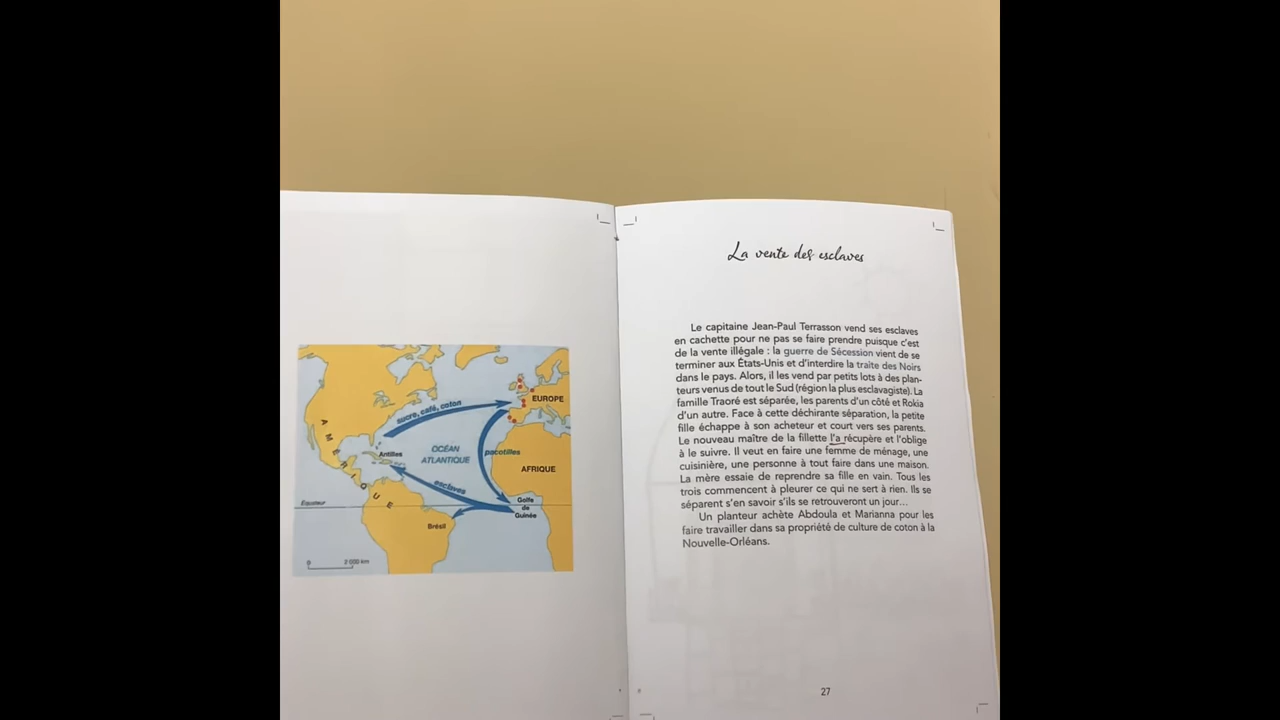 EUROPE
sucre, café, coton
AMÉRIQUE
Antilles
OCÉAN
ATLANTIQUE
pacotilles
AFRIQUE
esclaves
Équateur
Golfe
de
Guinée
Brésil
0 2 000 km
La vente des esclaves
Le capitaine Jean-Paul Terrasson vend ses esclaves
en cachette pour ne pas se faire prendre puisque c'est
de la vente illégale : la guerre de Sécession vient de se
terminer aux États-Unis et d'interdire la traite des Noirs
dans le pays. Alors, il les vend par petits lots à des plan-
teurs venus de tout le Sud (région la plus esclavagiste). La
famille Traoré est séparée, les parents d'un côté et Rokia
d'un autre. Face à cette déchirante séparation, la petite
fille échappe à son acheteur et court vers ses parents.
Le nouveau maître de la fillette l'a récupère et l'oblige
à le suivre. Il veut en faire une femme de ménage, une
cuisinière, une personne à tout faire dans une maison.
La mère essaie de reprendre sa fille en vain. Tous les
trois commencent à pleurer ce qui ne sert à rien. Ils se
séparent s'en savoir s'ils se retrouveront un jour…
Un planteur achète Abdoula et Marianna pour les
faire travailler dans sa propriété de culture de coton à la
Nouvelle-Orléans.
27